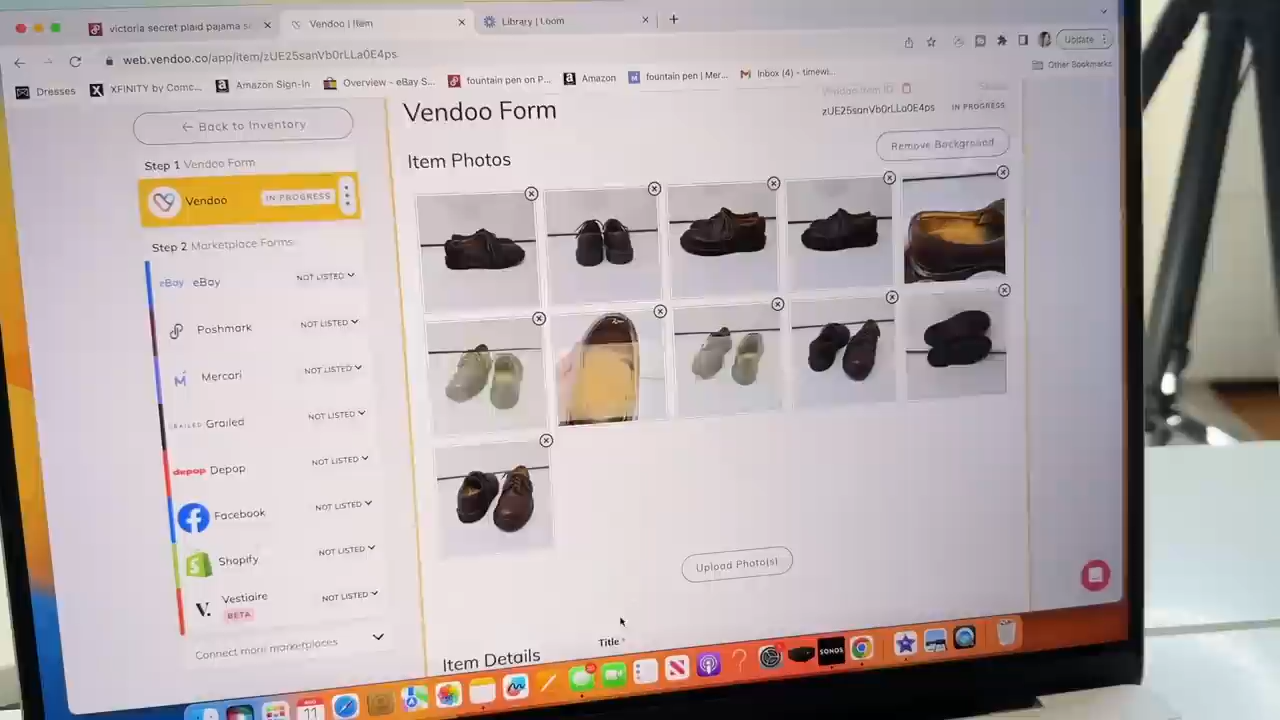 victoria secret plaid pajama s
Vendoo | Item
Library | Loom
web.vendoo.co/app/item/zUE25sanVb0rLLa0E4ps
Update
Dresses
XFINITY by Comc...
Amazon Sign-In
Overview - eBay S...
fountain pen on P...
Amazon
fountain pen | Mer...
Inbox (4) - timewi...
Other Bookmarks
← Back to Inventory
Step 1 Vendoo Form
Vendoo
IN PROGRESS
Step 2 Marketplace Forms
eBay eBay NOT LISTED
Poshmark NOT LISTED
Mercari NOT LISTED
GRAILED Grailed NOT LISTED
depop Depop NOT LISTED
Facebook NOT LISTED
Shopify NOT LISTED
V. Vestiaire NOT LISTED
BETA
Connect more marketplaces
Vendoo Form
Vendoo Item ID
zUE25sanVb0rLLa0E4ps IN PROGRESS
Item Photos
Remove Background
Upload Photo(s)
Item Details
Title *
SONOS
11